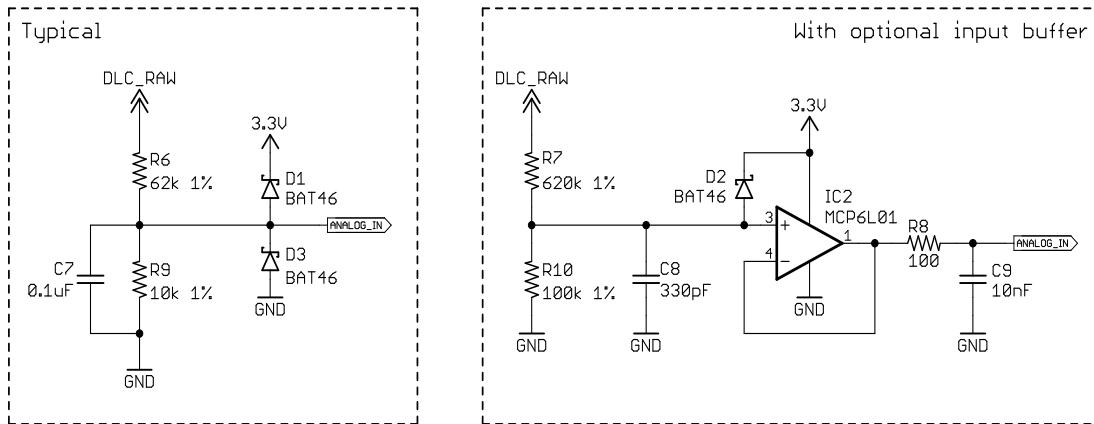 Typical
DLC_RAW
R6
62k 1%
3.3V
D1
BAT46
ANALOG_IN
C7
0.1uF
R9
10k 1%
D3
BAT46
GND
GND
With optional input buffer
DLC_RAW
R7
620k 1%
3.3V
D2
BAT46
IC2
MCP6L01
3
+
1
4
-
R8
100
ANALOG_IN
R10
100k 1%
C8
330pF
C9
10nF
GND
GND
GND
GND